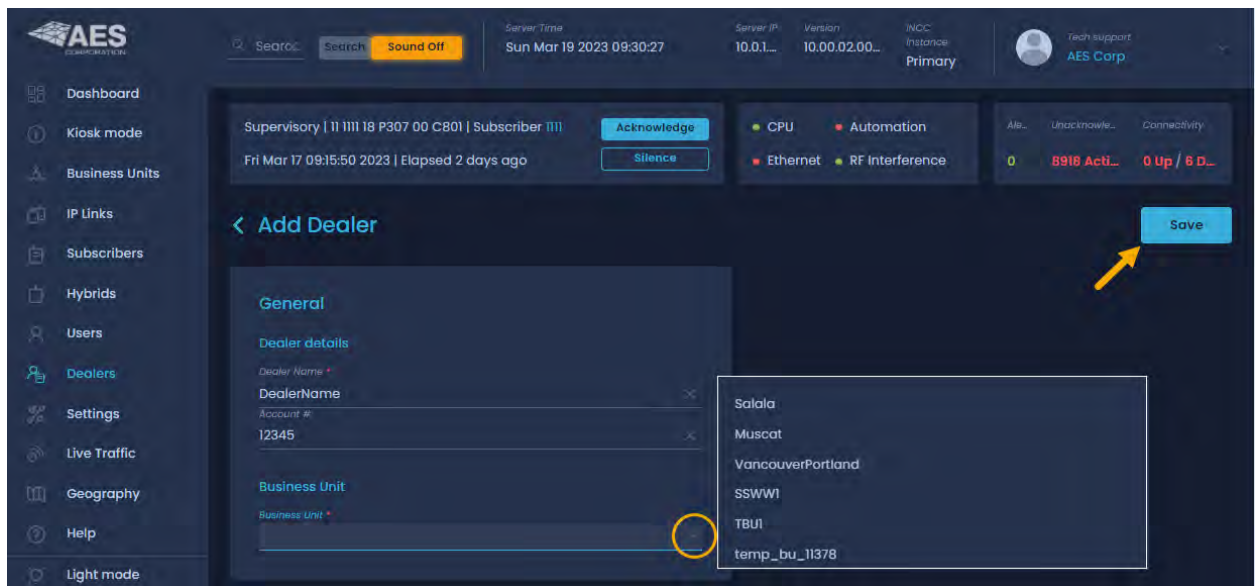 AES
CORPORATION
Searc
Search
Sound Off
Server Time
Sun Mar 19 2023 09:30:27
Server IP
10.0.1....
Version
10.00.02.00...
INCC
Instance
Primary
Tech support
AES Corp
Dashboard
Kiosk mode
Business Units
IP Links
Subscribers
Hybrids
Users
Dealers
Settings
Live Traffic
Geography
Help
Light mode
Supervisory | 11 1111 18 P307 00 C801 | Subscriber 1111
Fri Mar 17 09:15:50 2023 | Elapsed 2 days ago
Acknowledge
Silence
CPU
Automation
Ethernet
RF Interference
Ale...
0
Unacknowle...
8918 Acti...
Connectivity
0 Up / 6 D...
Add Dealer
Save
General
Dealer details
Dealer Name *
DealerName
Account #:
12345
Business Unit
Business Unit *
Salala
Muscat
VancouverPortland
SSWW1
TBU1
temp_bu_11378